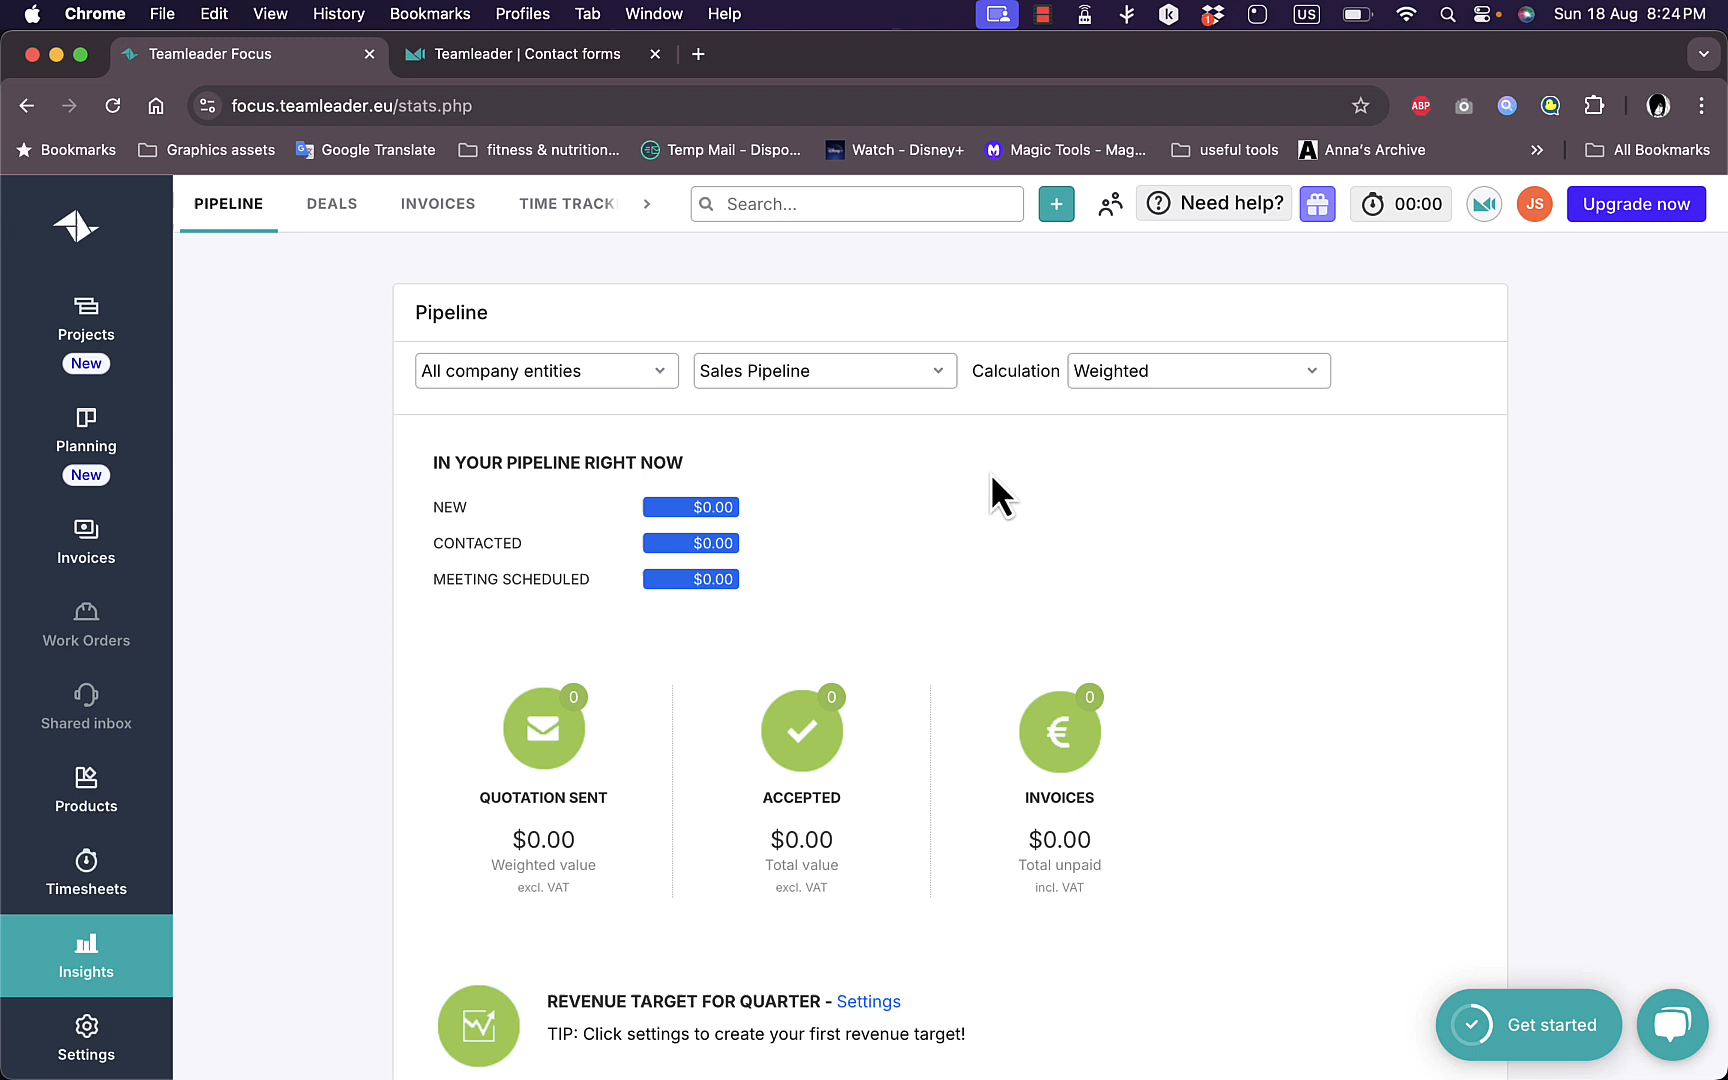 Chrome File Edit View History Bookmarks Profiles Tab Window Help US Sun 18 Aug 8:24 PM
Teamleader Focus Teamleader | Contact forms
focus.teamleader.eu/stats.php ABP
Bookmarks Graphics assets Google Translate fitness & nutrition... Temp Mail - Dispo... Watch - Disney+ Magic Tools - Mag... useful tools Anna's Archive All Bookmarks
PIPELINE DEALS INVOICES TIME TRACK Search... Need help? 00:00 JS Upgrade now
Projects
New
Planning
New
Invoices
Work Orders
Shared inbox
Products
Timesheets
Insights
Settings
Pipeline
All company entities Sales Pipeline Calculation Weighted
IN YOUR PIPELINE RIGHT NOW
NEW $0.00
CONTACTED $0.00
MEETING SCHEDULED $0.00
0 0 0
QUOTATION SENT ACCEPTED INVOICES
$0.00 $0.00 $0.00
Weighted value Total value Total unpaid
excl. VAT excl. VAT incl. VAT
REVENUE TARGET FOR QUARTER - Settings
TIP: Click settings to create your first revenue target!
Get started